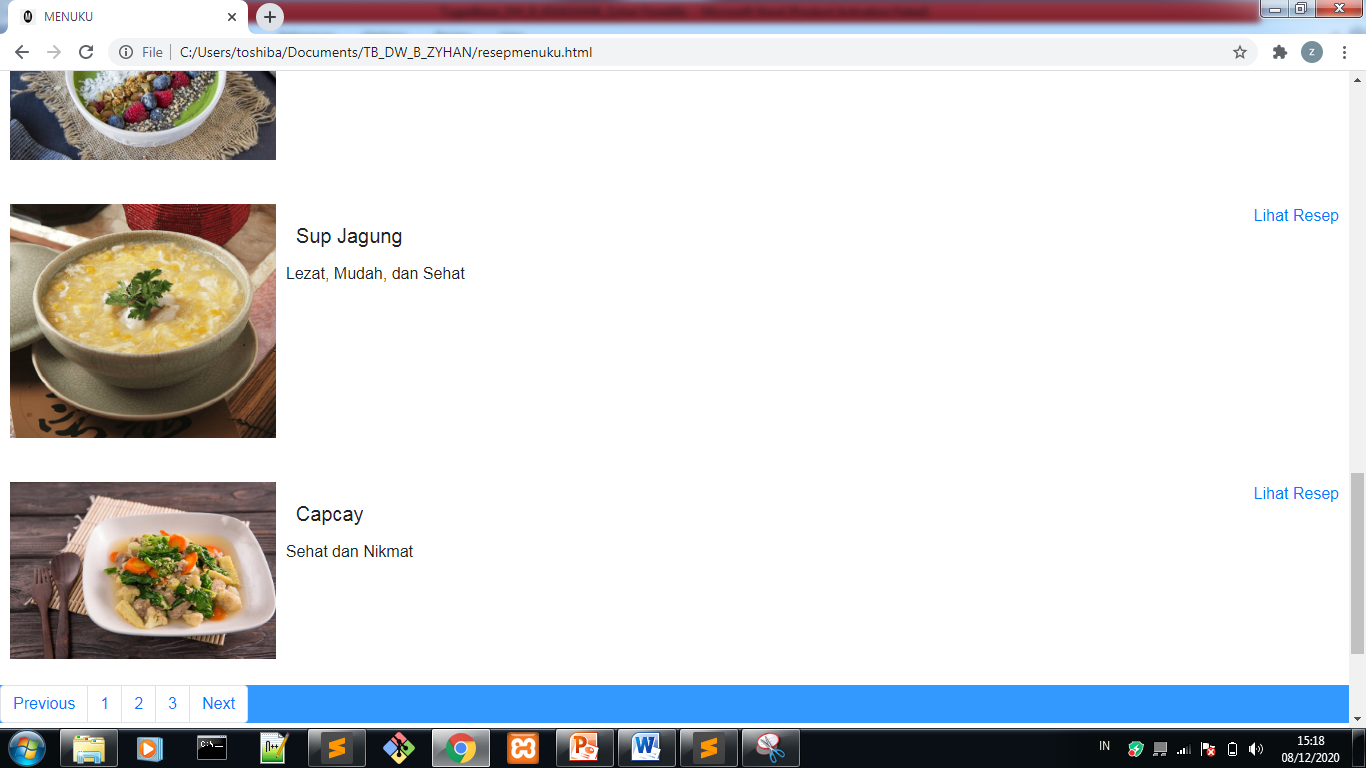 MENUKU
File
C:/Users/toshiba/Documents/TB_DW_B_ZYHAN/resepmenuku.html
z
Sup Jagung
Lihat Resep
Lezat, Mudah, dan Sehat
Capcay
Lihat Resep
Sehat dan Nikmat
Previous 1 2 3 Next
IN
15:18
08/12/2020